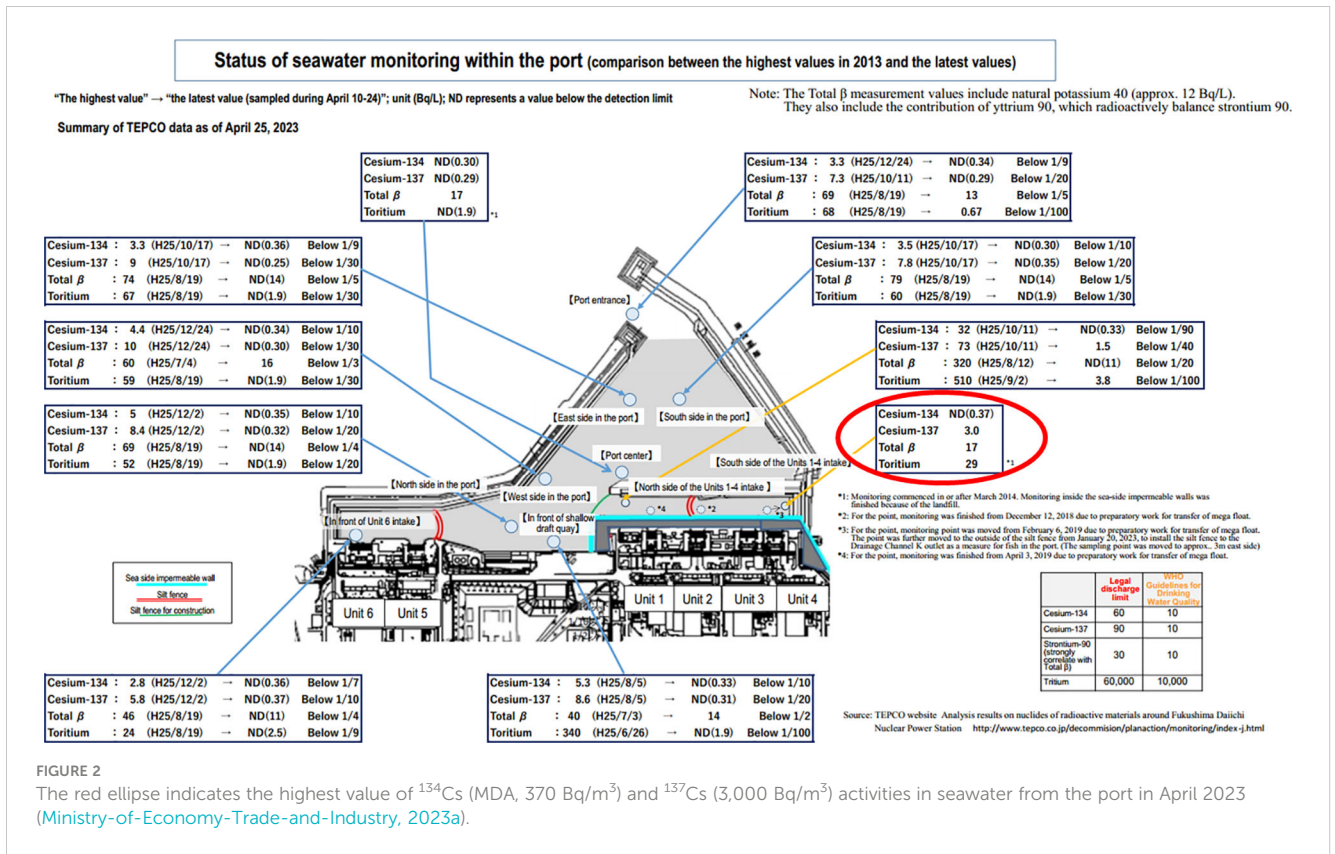 Status of seawater monitoring within the port (comparison between the highest values in 2013 and the latest values)
“The highest value” → “the latest value (sampled during April 10-24)”; unit (Bq/L); ND represents a value below the detection limit
Note: The Total β measurement values include natural potassium 40 (approx. 12 Bq/L).
They also include the contribution of yttrium 90, which radioactively balance strontium 90.
Summary of TEPCO data as of April 25, 2023
Cesium-134 ND(0.30)
Cesium-137 ND(0.29)
Total β 17
Toritium ND(1.9) *1
Cesium-134 : 3.3 (H25/12/24) → ND(0.34) Below 1/9
Cesium-137 : 7.3 (H25/10/11) → ND(0.29) Below 1/20
Total β : 69 (H25/8/19) → 13 Below 1/5
Toritium : 68 (H25/8/19) → 0.67 Below 1/100
Cesium-134 : 3.3 (H25/10/17) → ND(0.36) Below 1/9
Cesium-137 : 9 (H25/10/17) → ND(0.25) Below 1/30
Total β : 74 (H25/8/19) → ND(14) Below 1/5
Toritium : 67 (H25/8/19) → ND(1.9) Below 1/30
Cesium-134 : 3.5 (H25/10/17) → ND(0.30) Below 1/10
Cesium-137 : 7.8 (H25/10/17) → ND(0.35) Below 1/20
Total β : 79 (H25/8/19) → ND(14) Below 1/5
Toritium : 60 (H25/8/19) → ND(1.9) Below 1/30
Cesium-134 : 4.4 (H25/12/24) → ND(0.34) Below 1/10
Cesium-137 : 10 (H25/12/24) → ND(0.30) Below 1/30
Total β : 60 (H25/7/4) → 16 Below 1/3
Toritium : 59 (H25/8/19) → ND(1.9) Below 1/30
Cesium-134 : 32 (H25/10/11) → ND(0.33) Below 1/90
Cesium-137 : 73 (H25/10/11) → 1.5 Below 1/40
Total β : 320 (H25/8/12) → ND(11) Below 1/20
Toritium : 510 (H25/9/2) → 3.8 Below 1/100
Cesium-134 : 5 (H25/12/2) → ND(0.35) Below 1/10
Cesium-137 : 8.4 (H25/12/2) → ND(0.32) Below 1/20
Total β : 69 (H25/8/19) → ND(14) Below 1/4
Toritium : 52 (H25/8/19) → ND(1.9) Below 1/20
Cesium-134 ND(0.37)
Cesium-137 3.0
Total β 17
Toritium 29 *1
【Port entrance】
【East side in the port】
【South side in the port】
【Port center】
【South side of the Units 1-4 intake】
【North side in the port】
【West side in the port】
【North side of the Units 1-4 intake】
【In front of Unit 6 intake】
【In front of shallow
draft quay】
*4
*2
*3
*1: Monitoring commenced in or after March 2014. Monitoring inside the sea-side impermeable walls was
finished because of the landfill.
*2: For the point, monitoring was finished from December 12, 2018 due to preparatory work for transfer of mega float.
*3: For the point, monitoring point was moved from February 6, 2019 due to preparatory work for transfer of mega float.
The point was further moved to the outside of the silt fence from January 20, 2023, to install the silt fence to the
Drainage Channel K outlet as a measure for fish in the port. (The sampling point was moved to approx.. 3m east side)
*4: For the point, monitoring was finished from April 3, 2019 due to preparatory work for transfer of mega float.
Sea side impermeable wall
Silt fence
Silt fence for construction
Unit 6
Unit 5
Unit 1
Unit 2
Unit 3
Unit 4
Legal discharge limit
WHO Guidelines for Drinking Water Quality
Cesium-134 60 10
Cesium-137 90 10
Strontium-90 (strongly correlate with Total β) 30 10
Tritium 60,000 10,000
Cesium-134 : 2.8 (H25/12/2) → ND(0.36) Below 1/7
Cesium-137 : 5.8 (H25/12/2) → ND(0.37) Below 1/10
Total β : 46 (H25/8/19) → ND(11) Below 1/4
Toritium : 24 (H25/8/19) → ND(2.5) Below 1/9
Cesium-134 : 5.3 (H25/8/5) → ND(0.33) Below 1/10
Cesium-137 : 8.6 (H25/8/5) → ND(0.31) Below 1/20
Total β : 40 (H25/7/3) → 14 Below 1/2
Toritium : 340 (H25/6/26) → ND(1.9) Below 1/100
Source: TEPCO website Analysis results on nuclides of radioactive materials around Fukushima Daiichi
Nuclear Power Station http://www.tepco.co.jp/decommision/planaction/monitoring/index-j.html
FIGURE 2
The red ellipse indicates the highest value of ¹³⁴Cs (MDA, 370 Bq/m³) and ¹³⁷Cs (3,000 Bq/m³) activities in seawater from the port in April 2023
(Ministry-of-Economy-Trade-and-Industry, 2023a).